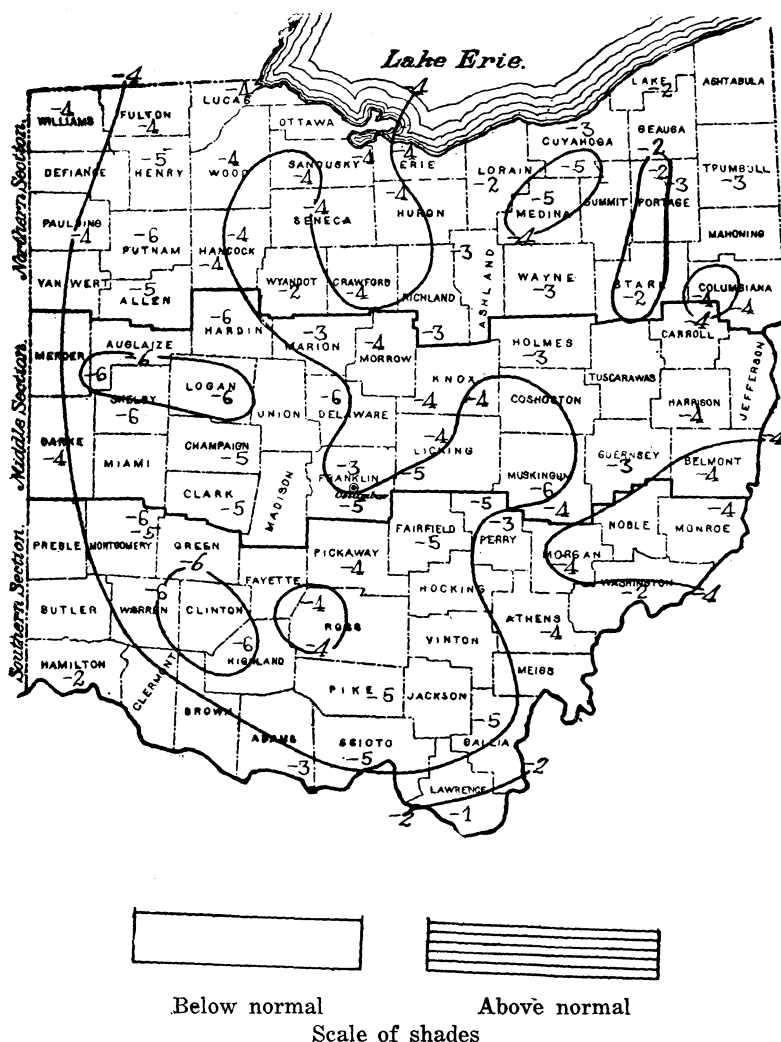 Lake Erie.
-4
-4
LAKE
-2
ASHTABULA
WILLIAMS
-4
FULTON
-4
LUCAS
-4
OTTAWA
-3
CUYAHOGA
GEAUGA
-2
DEFIANCE
-5
HENRY
-4
WOOD
SANDUSKY
-4
-4
ERIE
-4
LORAIN
-2
-5
-2
TRUMBULL
-3
-4
SENECA
-4
HURON
-5
MEDINA
-4
SUMMIT
-3
PORTAGE
PAULDING
-4
-6
PUTNAM
-4
HANCOCK
-4
MAHONING
Northern Section.
VAN WERT
-5
ALLEN
WYANDOT
-2
CRAWFORD
-4
-3
RICHLAND
ASHLAND
WAYNE
-3
STARK
-2
COLUMBIANA
-4
-4
-4
-6
HARDIN
AUGLAIZE
-6
-3
MARION
-4
MORROW
-3
HOLMES
-3
CARROLL
JEFFERSON
MERCER
-6
LOGAN
-6
SHELBY
-6
UNION
-6
DELAWARE
KNOX
-4
-4
COSHOCTON
TUSCARAWAS
HARRISON
-4
Middle Section.
DARKE
-4
MIAMI
CHAMPAIGN
-5
-4
LICKING
-5
GUERNSEY
-3
BELMONT
-4
-4
CLARK
-5
MADISON
-3
FRANKLIN
Columbus
-5
MUSKINGUM
-6
-4
PREBLE
-6
-5
MONTGOMERY
GREEN
-6
PICKAWAY
-4
FAIRFIELD
-5
-5
-3
PERRY
NOBLE
-4
MONROE
MORGAN
-4
Southern Section.
FAYETTE
HOCKING
WASHINGTON
-2
-4
BUTLER
WARREN
CLINTON
-4
ROSS
-4
ATHENS
-4
-6
HIGHLAND
VINTON
HAMILTON
-2
CLERMONT
MEIGS
PIKE
-5
JACKSON
BROWN
ADAMS
-3
SCIOTO
-5
-5
GALLIA
-2
LAWRENCE
-2
-1
Below normal
Above normal
Scale of shades